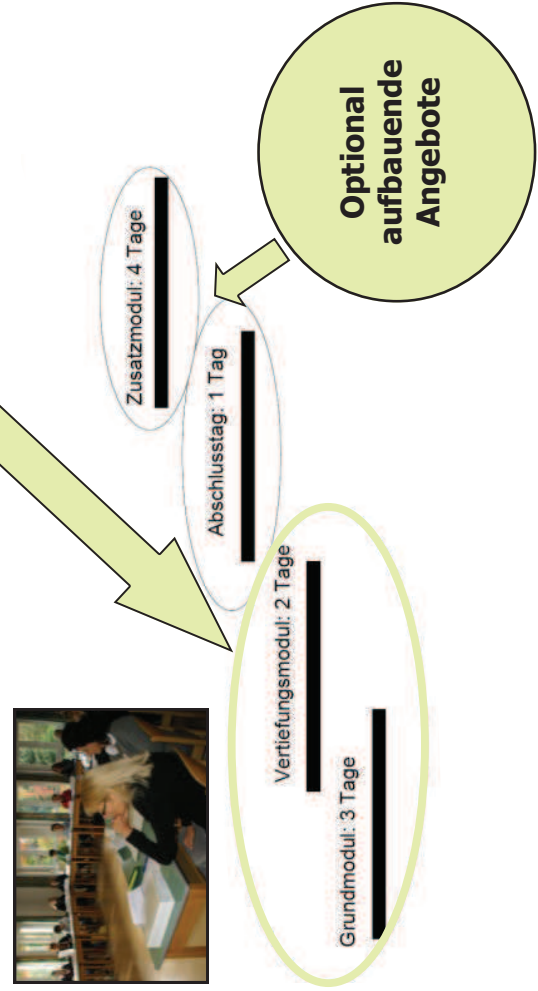 Zusatzmodul: 4 Tage
Abschlusstag: 1 Tag
Vertiefungsmodul: 2 Tage
Grundmodul: 3 Tage
Optional
aufbauende
Angebote